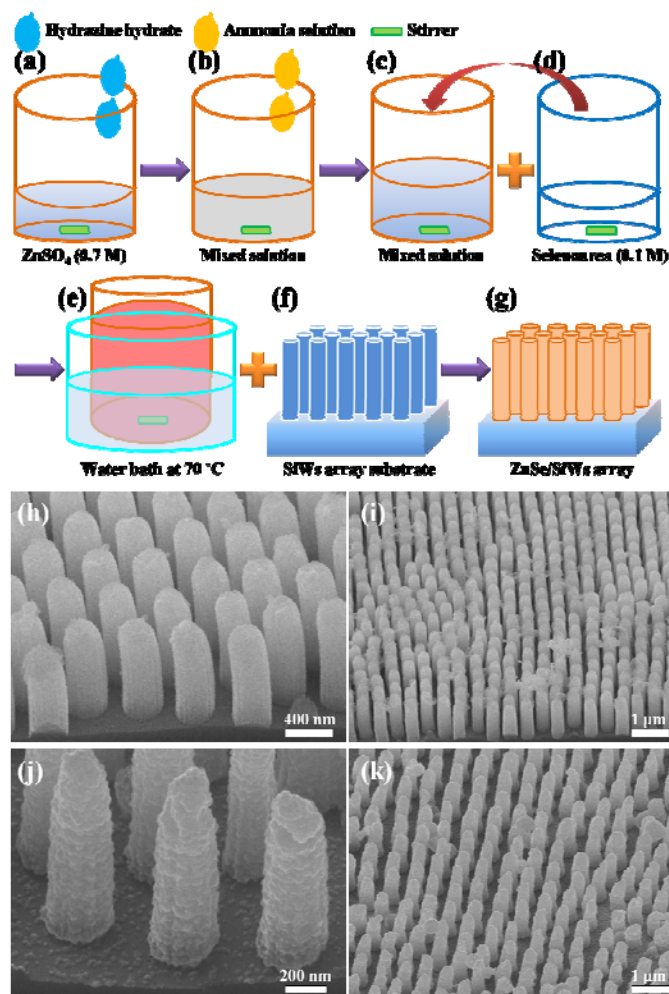 Hydrazine hydrate Ammonia solution Stirrer
(a) (b) (c) (d)
ZnSO₄ (0.7 M) Mixed solution Mixed solution Selenourea (0.1 M)
(e) (f) (g)
Water bath at 70 °C SiWs array substrate ZnSe/SiWs array
(h) (i)
400 nm 1 μm
(j) (k)
200 nm 1 μm